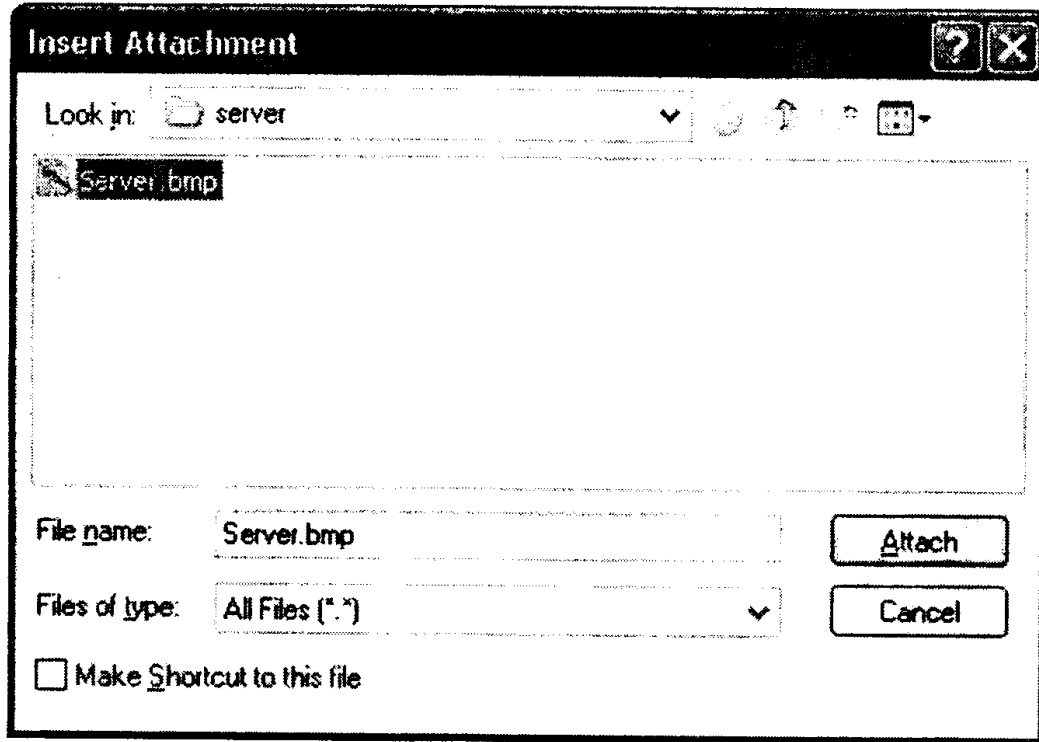 Insert Attachment
Look in: server
Server.bmp
File name: Server.bmp Attach
Files of type: All Files (*.*) Cancel
Make Shortcut to this file